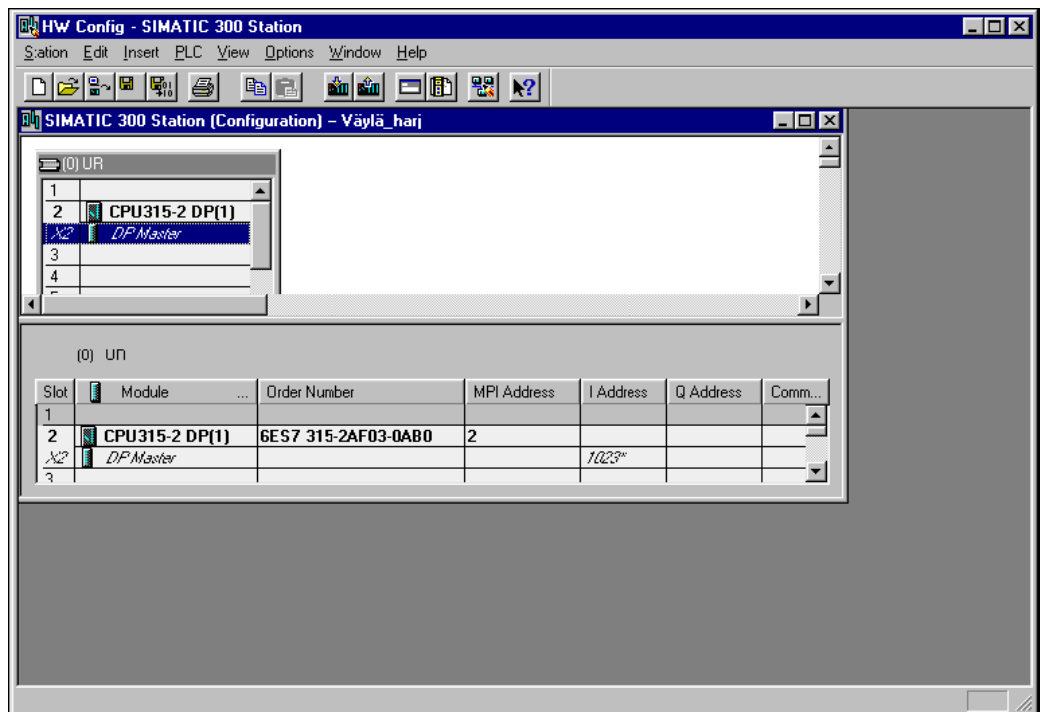 HW Config - SIMATIC 300 Station
Station Edit Insert PLC View Options Window Help
SIMATIC 300 Station (Configuration) – Väylä_harj
(0) UR
1
2 CPU315-2 DP(1)
X2 DP Master
3
4
(0) UR
Slot Module ... Order Number MPI Address I Address Q Address Comm...
1
2 CPU315-2 DP(1) 6ES7 315-2AF03-0AB0 2
X2 DP Master 1023*
3